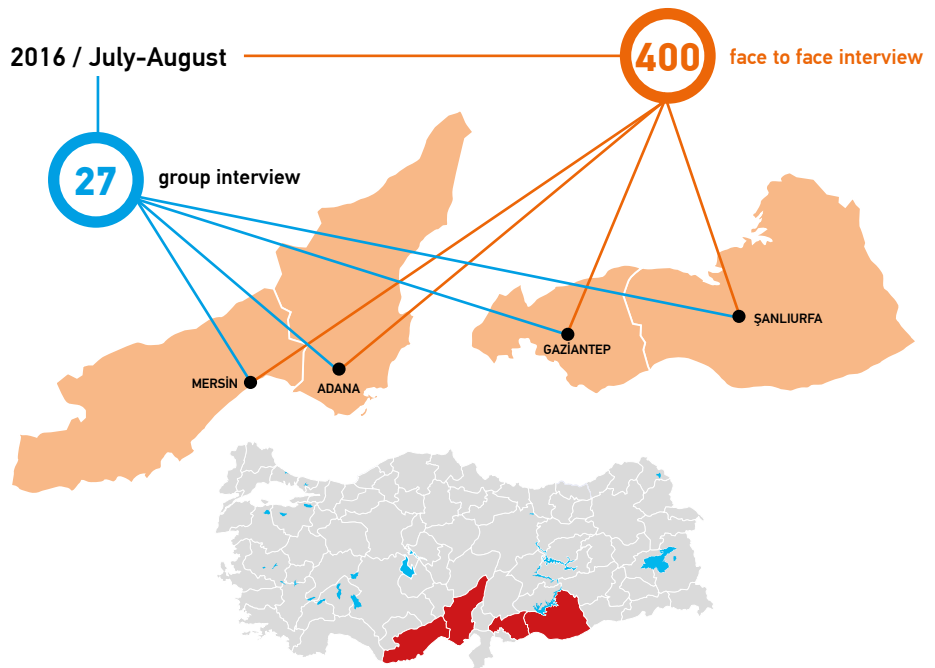 2016 / July-August
400
face to face interview
27
group interview
MERSİN
ADANA
GAZİANTEP
ŞANLIURFA